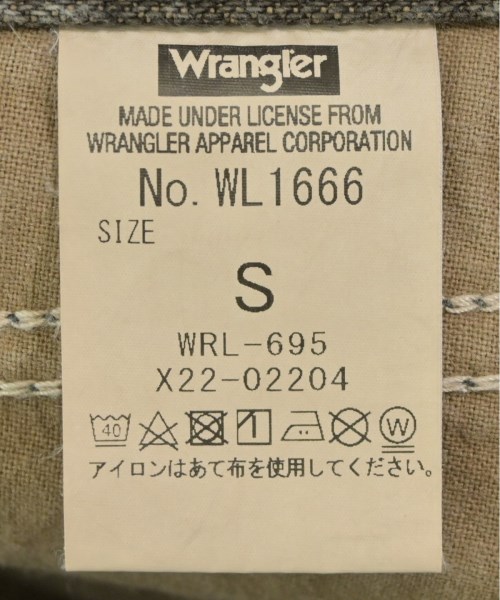 Wrangler
MADE UNDER LICENSE FROM
WRANGLER APPAREL CORPORATION
No. WL1666
SIZE
S
WRL-695
X22-02204
40 W
アイロンはあて布を使用してください。